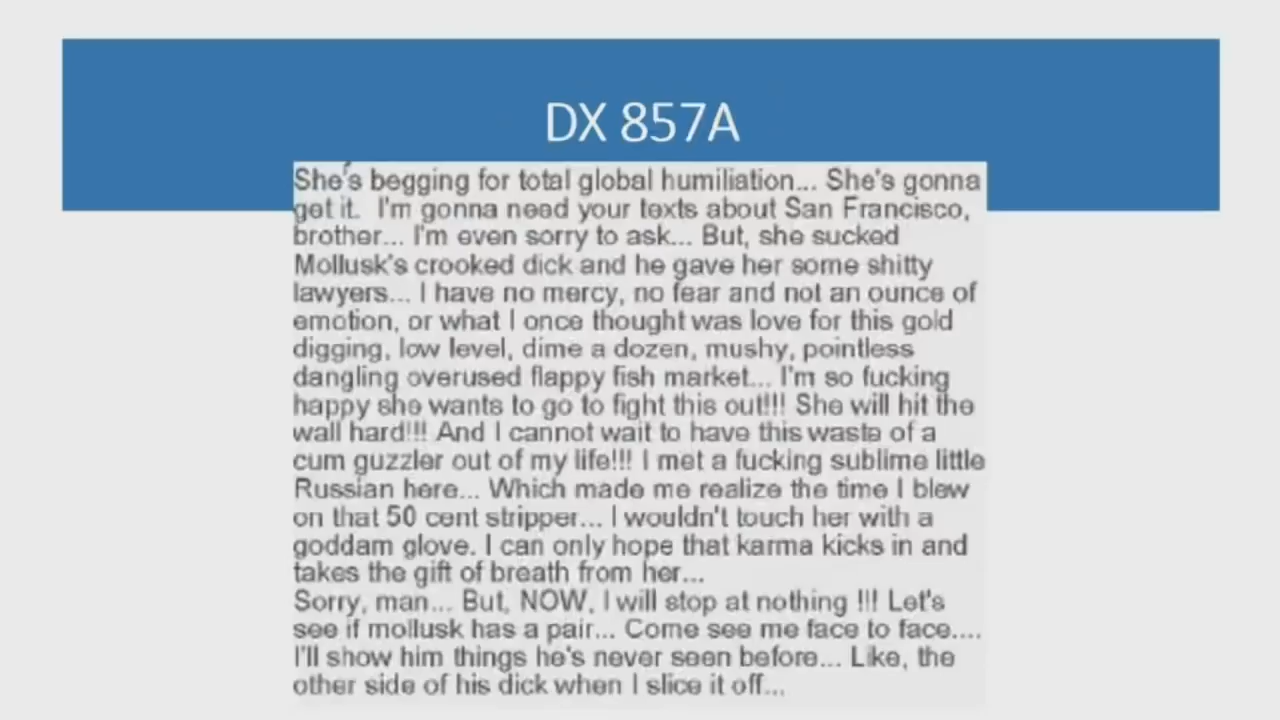 DX 857A
She's begging for total global humiliation... She's gonna
get it. I'm gonna need your texts about San Francisco,
brother... I'm even sorry to ask... But, she sucked
Mollusk's crooked dick and he gave her some shitty
lawyers... I have no mercy, no fear and not an ounce of
emotion, or what I once thought was love for this gold
digging, low level, dime a dozen, mushy, pointless
dangling overused flappy fish market... I'm so fucking
happy she wants to go to fight this out!!! She will hit the
wall hard!!! And I cannot wait to have this waste of a
cum guzzler out of my life!!! I met a fucking sublime little
Russian here... Which made me realize the time I blew
on that 50 cent stripper... I wouldn't touch her with a
goddam glove. I can only hope that karma kicks in and
takes the gift of breath from her...
Sorry, man... But, NOW, I will stop at nothing !!! Let's
see if mollusk has a pair... Come see me face to face....
I'll show him things he's never seen before... Like, the
other side of his dick when I slice it off...